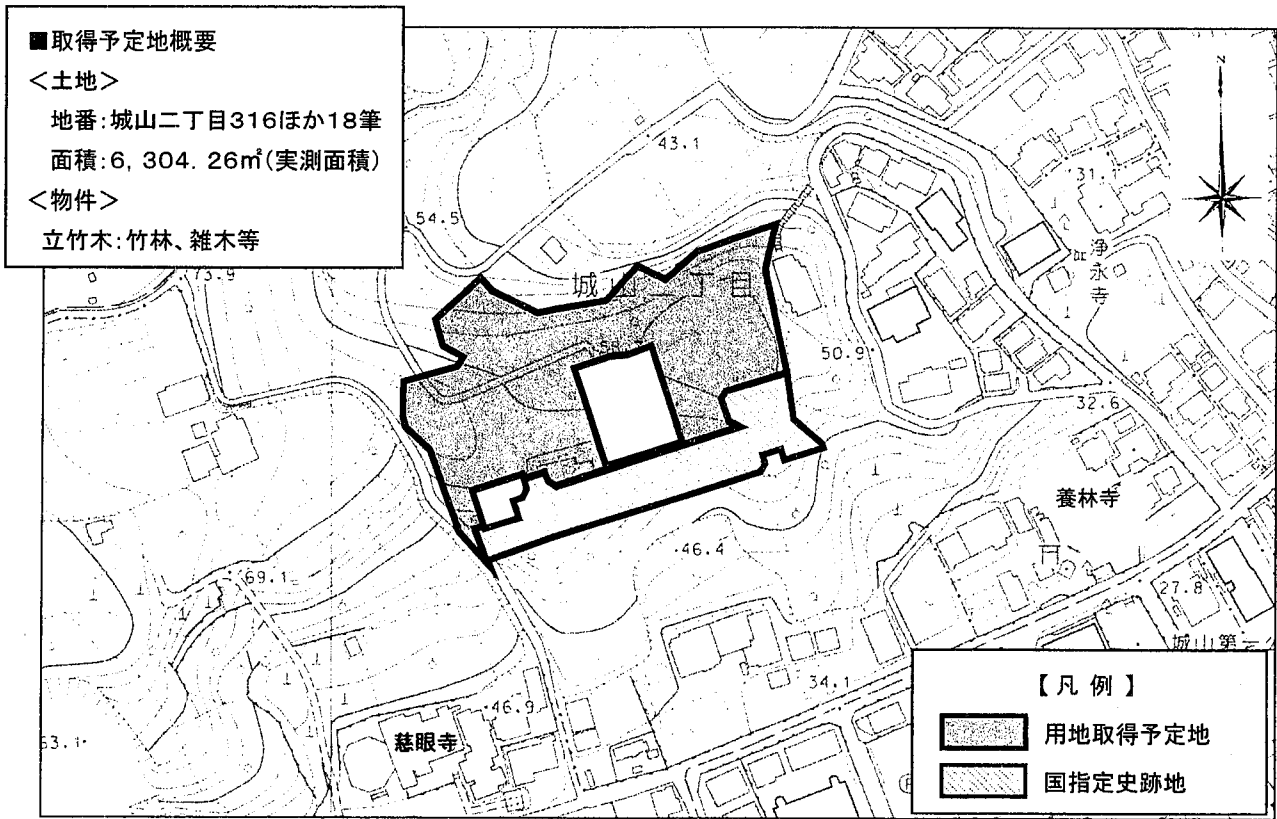 ■取得予定地概要
<土地>
地番:城山二丁目316ほか18筆
面積:6,304.26㎡(実測面積)
<物件>
立竹木:竹林、雑木等
N
43.1
31.1
54.5
浄永寺
73.9
城山二丁目
50.9
32.6
養林寺
46.4
69.1
27.8
城山第一
34.1
46.9
慈眼寺
63.1
【凡例】
用地取得予定地
国指定史跡地